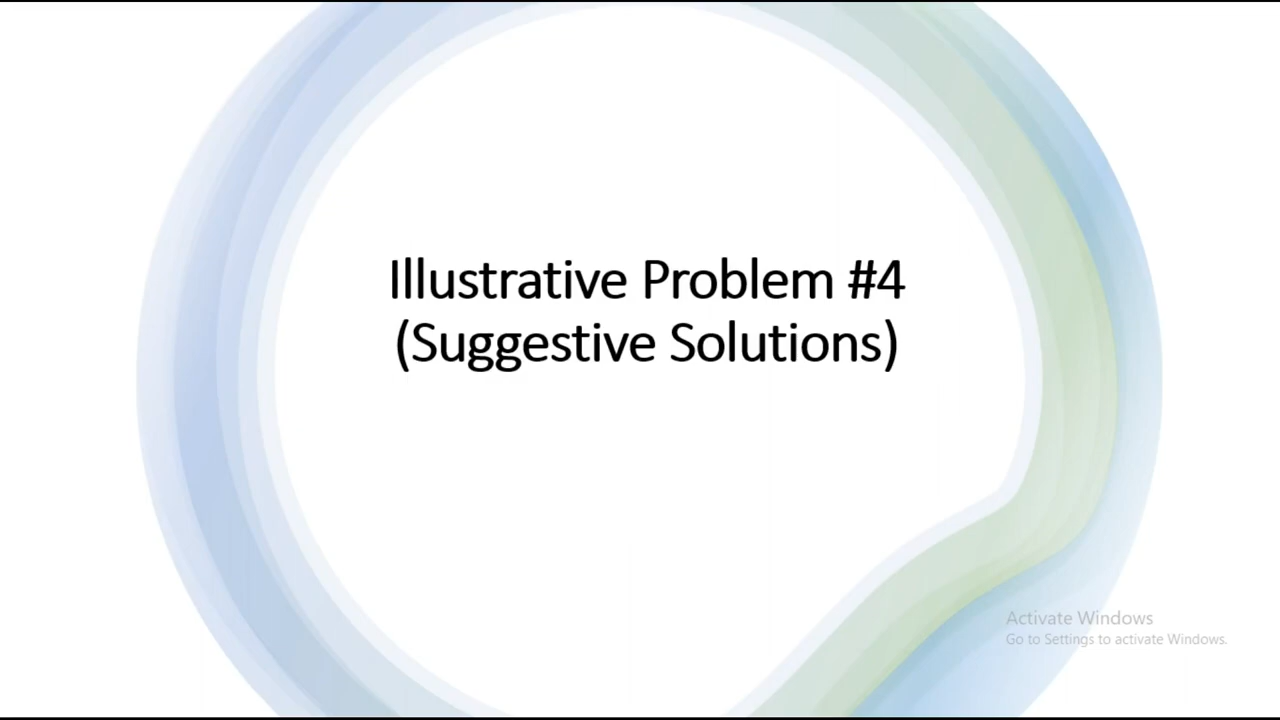 Illustrative Problem #4
(Suggestive Solutions)
Activate Windows
Go to Settings to activate Windows.